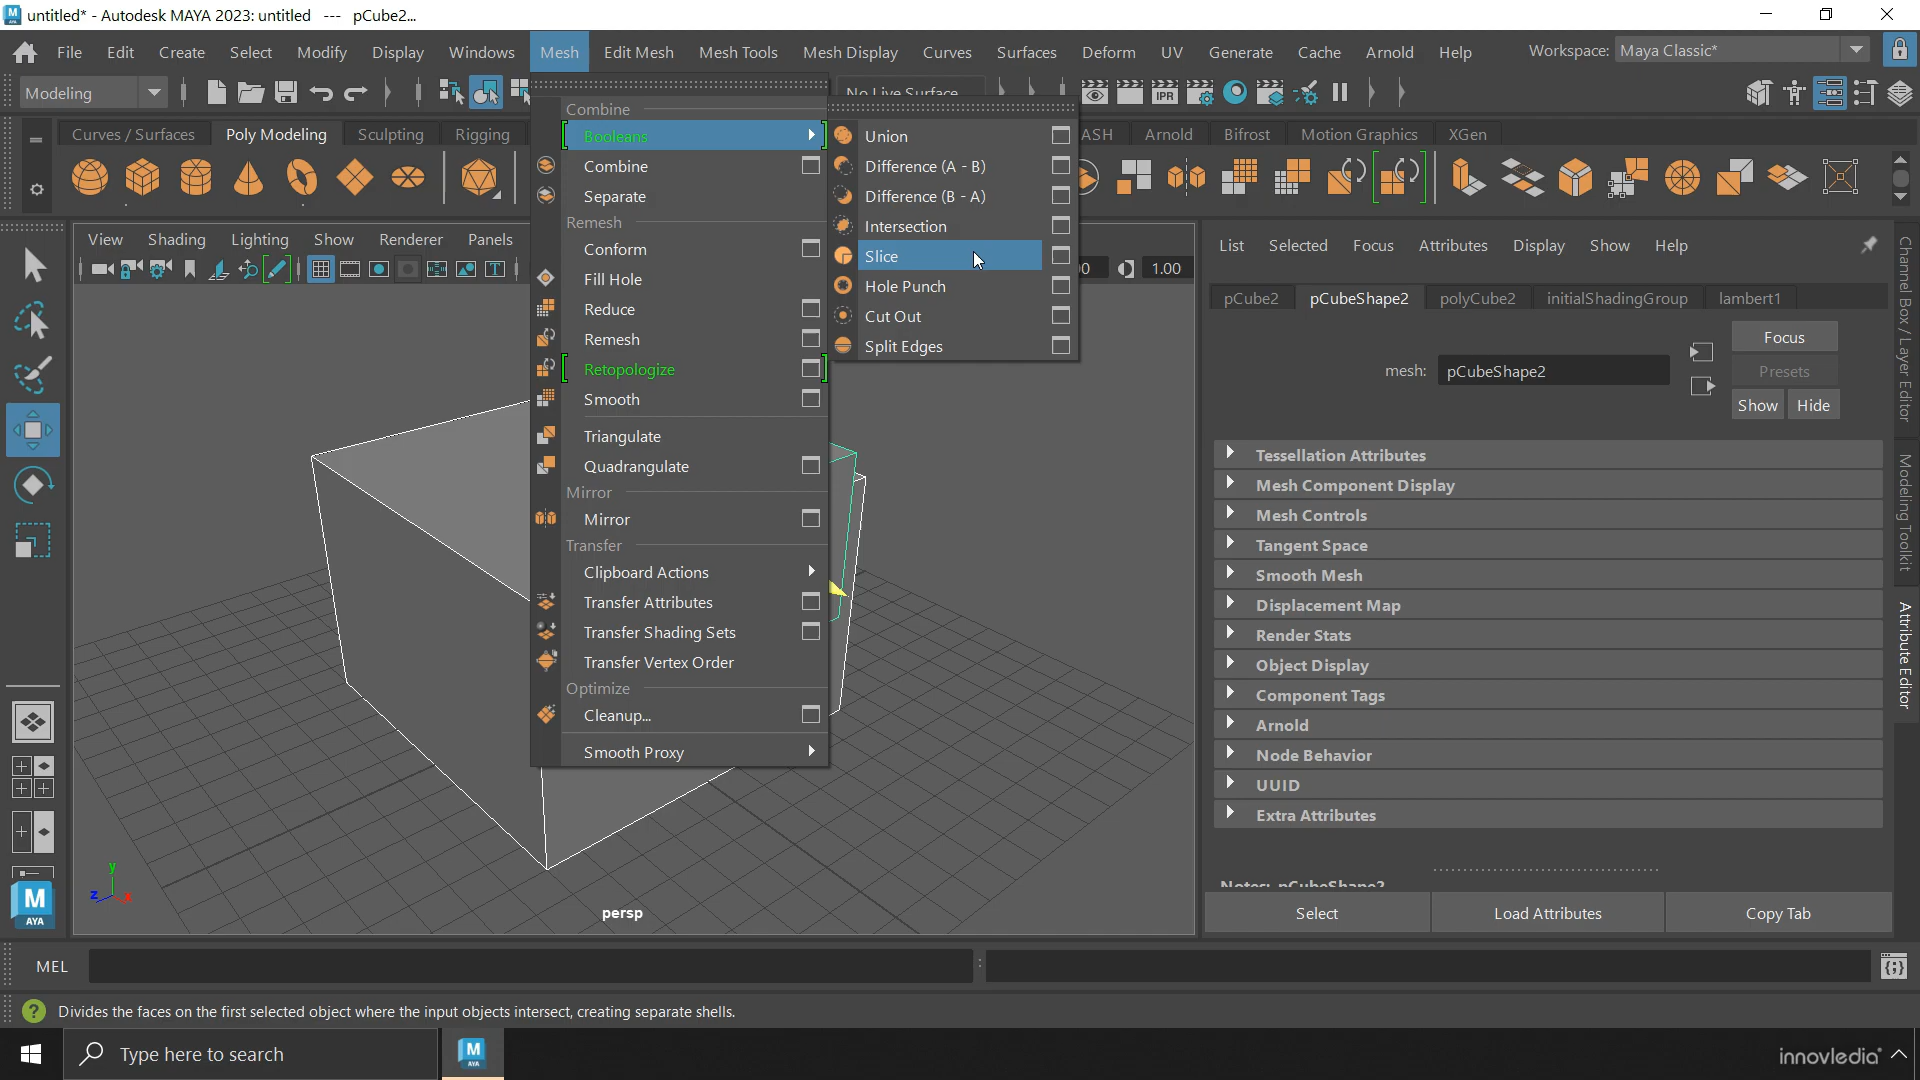 untitled* - Autodesk MAYA 2023: untitled --- pCube2...
File Edit Create Select Modify Display Windows Mesh Edit Mesh Mesh Tools Mesh Display Curves Surfaces Deform UV Generate Cache Arnold Help Workspace: Maya Classic*
Modeling
No Live Surface
IPR
Curves / Surfaces Poly Modeling Sculpting Rigging
ASH Arnold Bifrost Motion Graphics XGen
View Shading Lighting Show Renderer Panels
1.00
Combine
Booleans
Combine
Separate
Remesh
Conform
Fill Hole
Reduce
Remesh
Retopologize
Smooth
Triangulate
Quadrangulate
Mirror
Mirror
Transfer
Clipboard Actions
Transfer Attributes
Transfer Shading Sets
Transfer Vertex Order
Optimize
Cleanup...
Smooth Proxy
Union
Difference (A - B)
Difference (B - A)
Intersection
Slice
Hole Punch
Cut Out
Split Edges
List Selected Focus Attributes Display Show Help
pCube2 pCubeShape2 polyCube2 initialShadingGroup lambert1
mesh: pCubeShape2
Focus
Presets
Show Hide
Tessellation Attributes
Mesh Component Display
Mesh Controls
Tangent Space
Smooth Mesh
Displacement Map
Render Stats
Object Display
Component Tags
Arnold
Node Behavior
UUID
Extra Attributes
Notes: pCubeShape2
Select Load Attributes Copy Tab
Channel Box / Layer Editor
Modeling Toolkit
Attribute Editor
y
z x
persp
M
AYA
MEL
Divides the faces on the first selected object where the input objects intersect, creating separate shells.
Type here to search
innovledia